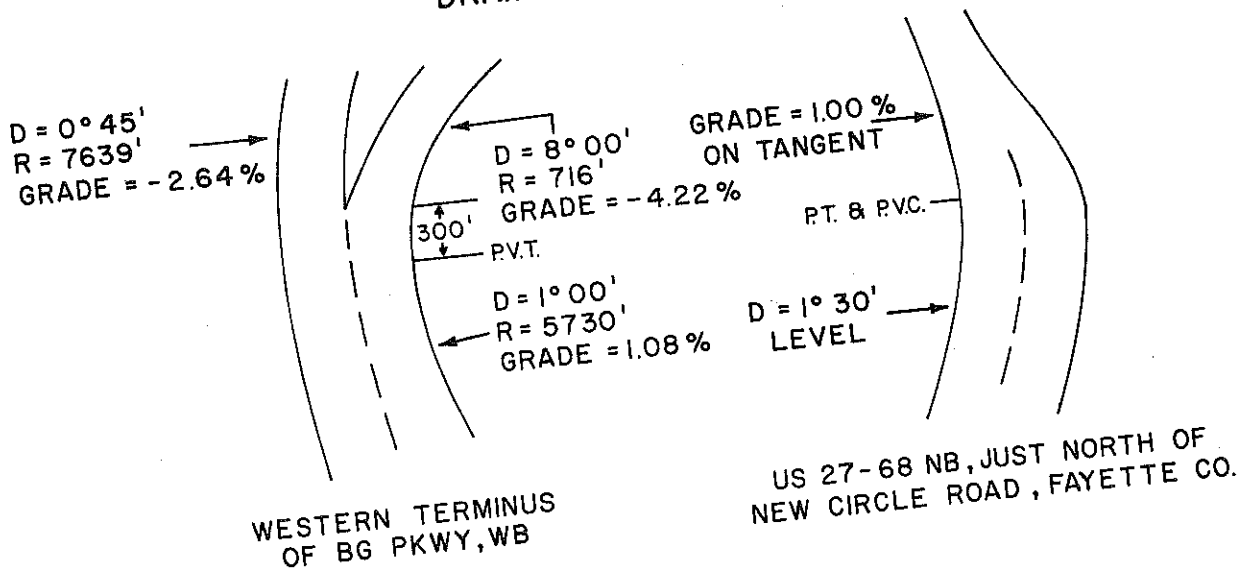 D = 0° 45'
R = 7639'
GRADE = -2.64 %
D = 8° 00'
R = 716'
GRADE = -4.22 %
300'
P.V.T.
D = 1° 00'
R = 5730'
GRADE = 1.08 %
WESTERN TERMINUS
OF BG PKWY, WB
GRADE = 1.00 %
ON TANGENT
P.T. & P.V.C.
D = 1° 30'
LEVEL
US 27-68 NB, JUST NORTH OF
NEW CIRCLE ROAD, FAYETTE CO.